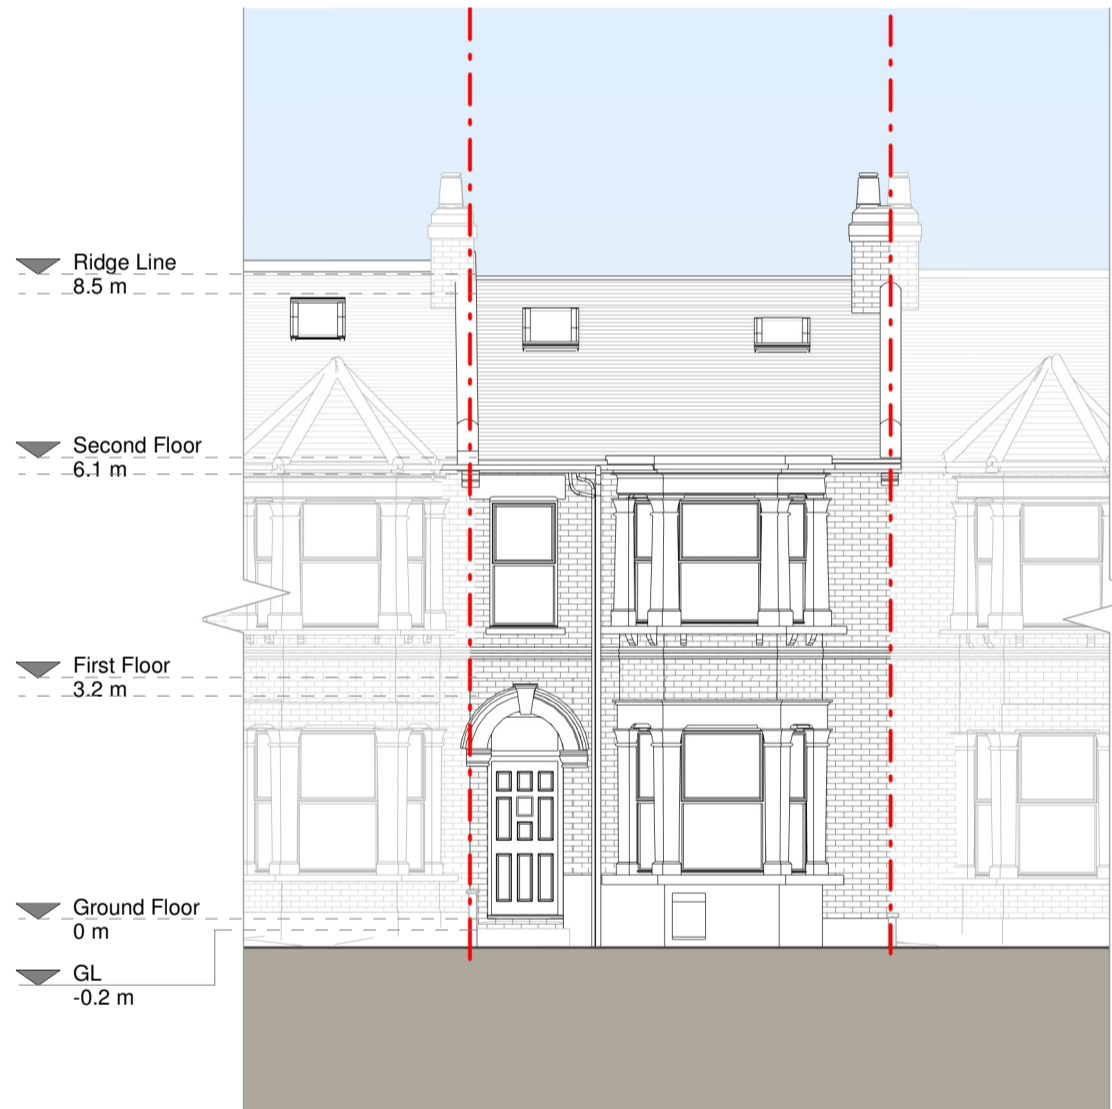 Ridge Line
8.5 m
Second Floor
6.1 m
First Floor
3.2 m
Ground Floor
0 m
GL
-0.2 m